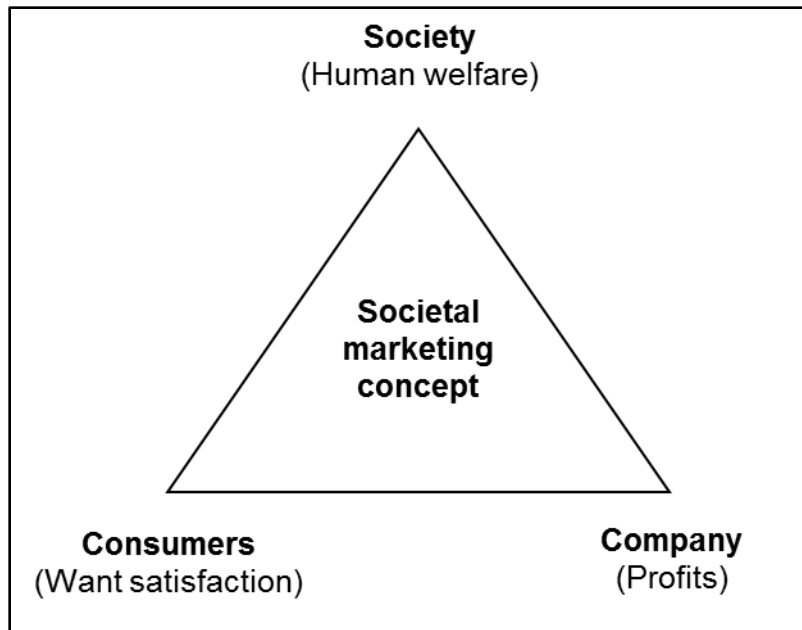 Society
(Human welfare)
Societal
marketing
concept
Consumers
(Want satisfaction)
Company
(Profits)